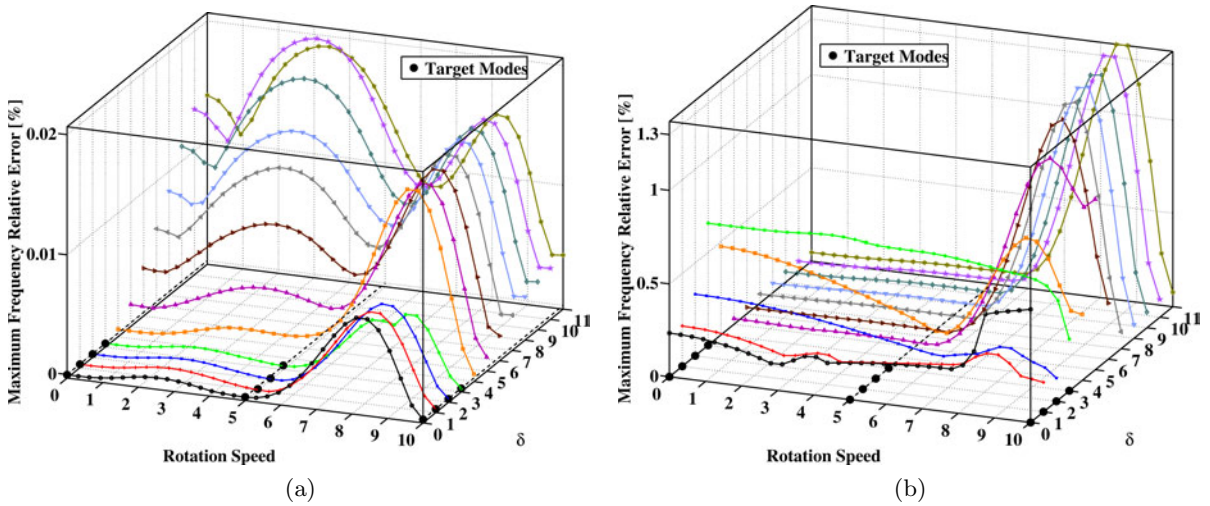 Maximum Frequency Relative Error [%]
0.02
0.01
0
Target Modes
0 1 2 3 4 5 6 7 8 9 10
Rotation Speed
0 1 2 3 4 5 6 7 8 9 10 11
δ
(a)
Maximum Frequency Relative Error [%]
1.3
1
0.5
0
Target Modes
0 1 2 3 4 5 6 7 8 9 10
Rotation Speed
0 1 2 3 4 5 6 7 8 9 10 11
δ
(b)